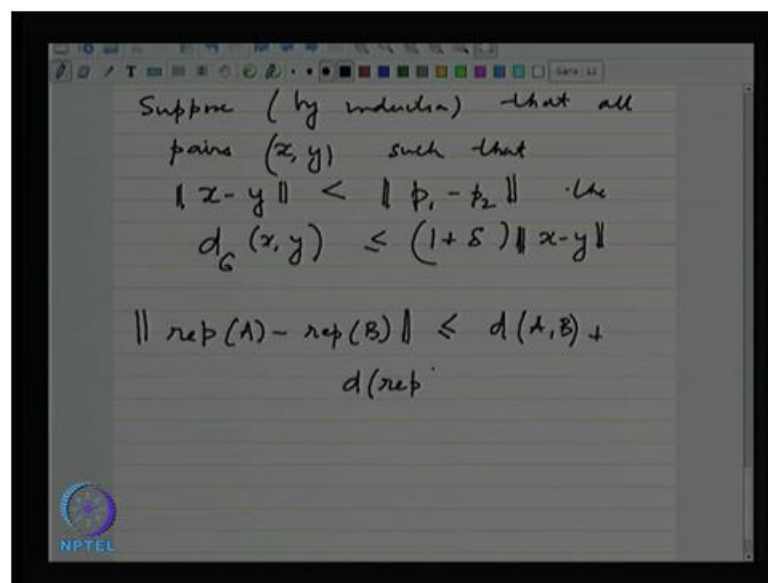 Suppose (by induction) that all
pairs (x, y) such that
‖x - y‖ < ‖p₁ - p₂‖ the
d_G (x, y) ≤ (1 + δ)‖x-y‖
‖rep(A) - rep(B)‖ ≤ d(A, B) +
d(rep
NPTEL